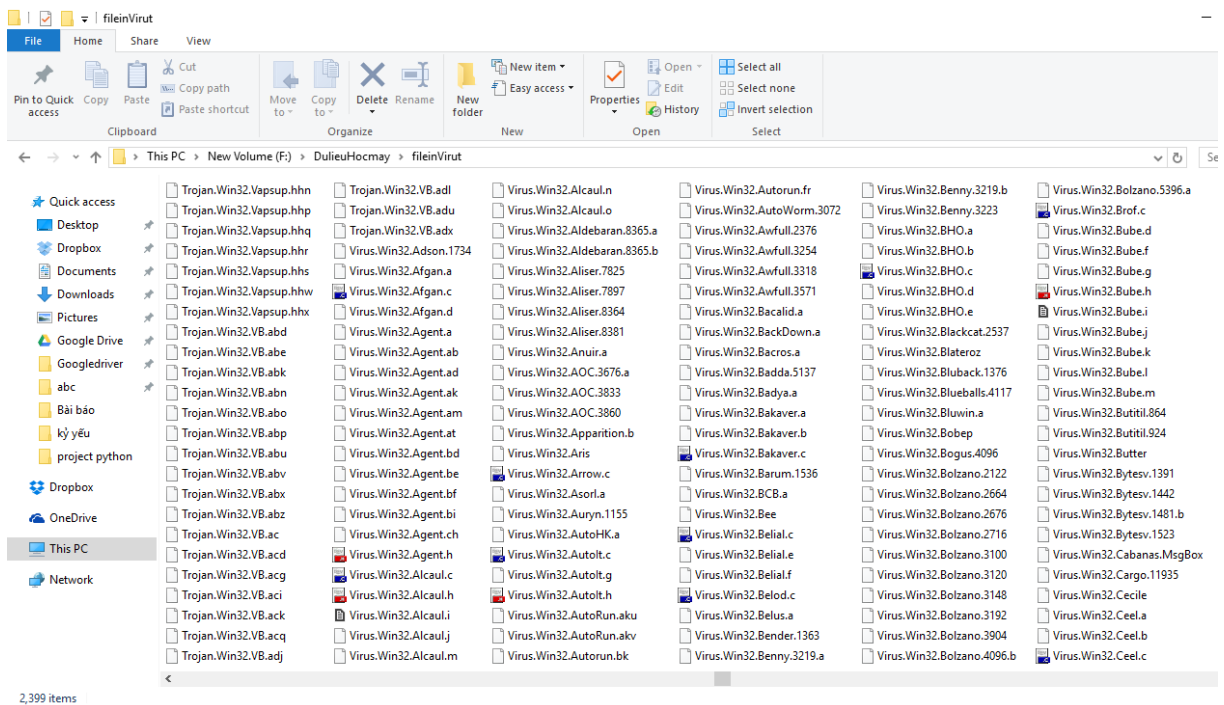 fileinVirut
File Home Share View
Pin to Quick access
Copy
Paste
Cut
Copy path
Paste shortcut
Clipboard
Move to
Copy to
Delete
Rename
Organize
New folder
New item
Easy access
New
Properties
Open
Edit
History
Open
Select all
Select none
Invert selection
Select
This PC > New Volume (F:) > DulieuHocmay > fileinVirut
Se
Quick access
Desktop
Dropbox
Documents
Downloads
Pictures
Google Drive
Googledriver
abc
Bài báo
kỷ yếu
project python
Dropbox
OneDrive
This PC
Network
Trojan.Win32.Vapsup.hhn
Trojan.Win32.Vapsup.hhp
Trojan.Win32.Vapsup.hhq
Trojan.Win32.Vapsup.hhr
Trojan.Win32.Vapsup.hhs
Trojan.Win32.Vapsup.hhw
Trojan.Win32.Vapsup.hhx
Trojan.Win32.VB.abd
Trojan.Win32.VB.abe
Trojan.Win32.VB.abk
Trojan.Win32.VB.abn
Trojan.Win32.VB.abo
Trojan.Win32.VB.abp
Trojan.Win32.VB.abu
Trojan.Win32.VB.abv
Trojan.Win32.VB.abx
Trojan.Win32.VB.abz
Trojan.Win32.VB.ac
Trojan.Win32.VB.acd
Trojan.Win32.VB.acg
Trojan.Win32.VB.aci
Trojan.Win32.VB.ack
Trojan.Win32.VB.acq
Trojan.Win32.VB.adj
Trojan.Win32.VB.adl
Trojan.Win32.VB.adu
Trojan.Win32.VB.adx
Virus.Win32.Adson.1734
Virus.Win32.Afgan.a
Virus.Win32.Afgan.c
Virus.Win32.Afgan.d
Virus.Win32.Agent.a
Virus.Win32.Agent.ab
Virus.Win32.Agent.ad
Virus.Win32.Agent.ak
Virus.Win32.Agent.am
Virus.Win32.Agent.at
Virus.Win32.Agent.bd
Virus.Win32.Agent.be
Virus.Win32.Agent.bf
Virus.Win32.Agent.bi
Virus.Win32.Agent.ch
Virus.Win32.Agent.h
Virus.Win32.Alcaul.c
Virus.Win32.Alcaul.h
Virus.Win32.Alcaul.i
Virus.Win32.Alcaul.j
Virus.Win32.Alcaul.m
Virus.Win32.Alcaul.n
Virus.Win32.Alcaul.o
Virus.Win32.Aldebaran.8365.a
Virus.Win32.Aldebaran.8365.b
Virus.Win32.Aliser.7825
Virus.Win32.Aliser.7897
Virus.Win32.Aliser.8364
Virus.Win32.Aliser.8381
Virus.Win32.Anuir.a
Virus.Win32.AOC.3676.a
Virus.Win32.AOC.3833
Virus.Win32.AOC.3860
Virus.Win32.Apparition.b
Virus.Win32.Aris
Virus.Win32.Arrow.c
Virus.Win32.Asorl.a
Virus.Win32.Auryn.1155
Virus.Win32.AutoHK.a
Virus.Win32.AutoIt.c
Virus.Win32.AutoIt.g
Virus.Win32.AutoIt.h
Virus.Win32.AutoRun.aku
Virus.Win32.AutoRun.akv
Virus.Win32.Autorun.bk
Virus.Win32.Autorun.fr
Virus.Win32.AutoWorm.3072
Virus.Win32.Awfull.2376
Virus.Win32.Awfull.3254
Virus.Win32.Awfull.3318
Virus.Win32.Awfull.3571
Virus.Win32.Bacalid.a
Virus.Win32.BackDown.a
Virus.Win32.Bacros.a
Virus.Win32.Badda.5137
Virus.Win32.Badya.a
Virus.Win32.Bakaver.a
Virus.Win32.Bakaver.b
Virus.Win32.Bakaver.c
Virus.Win32.Barum.1536
Virus.Win32.BCB.a
Virus.Win32.Bee
Virus.Win32.Belial.c
Virus.Win32.Belial.e
Virus.Win32.Belial.f
Virus.Win32.Belod.c
Virus.Win32.Belus.a
Virus.Win32.Bender.1363
Virus.Win32.Benny.3219.a
Virus.Win32.Benny.3219.b
Virus.Win32.Benny.3223
Virus.Win32.BHO.a
Virus.Win32.BHO.b
Virus.Win32.BHO.c
Virus.Win32.BHO.d
Virus.Win32.BHO.e
Virus.Win32.Blackcat.2537
Virus.Win32.Blateroz
Virus.Win32.Bluback.1376
Virus.Win32.Blueballs.4117
Virus.Win32.Bluwin.a
Virus.Win32.Bobep
Virus.Win32.Bogus.4096
Virus.Win32.Bolzano.2122
Virus.Win32.Bolzano.2664
Virus.Win32.Bolzano.2676
Virus.Win32.Bolzano.2716
Virus.Win32.Bolzano.3100
Virus.Win32.Bolzano.3120
Virus.Win32.Bolzano.3148
Virus.Win32.Bolzano.3192
Virus.Win32.Bolzano.3904
Virus.Win32.Bolzano.4096.b
Virus.Win32.Bolzano.5396.a
Virus.Win32.Brof.c
Virus.Win32.Bube.d
Virus.Win32.Bube.f
Virus.Win32.Bube.g
Virus.Win32.Bube.h
Virus.Win32.Bube.i
Virus.Win32.Bube.j
Virus.Win32.Bube.k
Virus.Win32.Bube.l
Virus.Win32.Bube.m
Virus.Win32.Butitil.864
Virus.Win32.Butitil.924
Virus.Win32.Butter
Virus.Win32.Bytesv.1391
Virus.Win32.Bytesv.1442
Virus.Win32.Bytesv.1481.b
Virus.Win32.Bytesv.1523
Virus.Win32.Cabanas.MsgBox
Virus.Win32.Cargo.11935
Virus.Win32.Cecile
Virus.Win32.Ceel.a
Virus.Win32.Ceel.b
Virus.Win32.Ceel.c
2,399 items